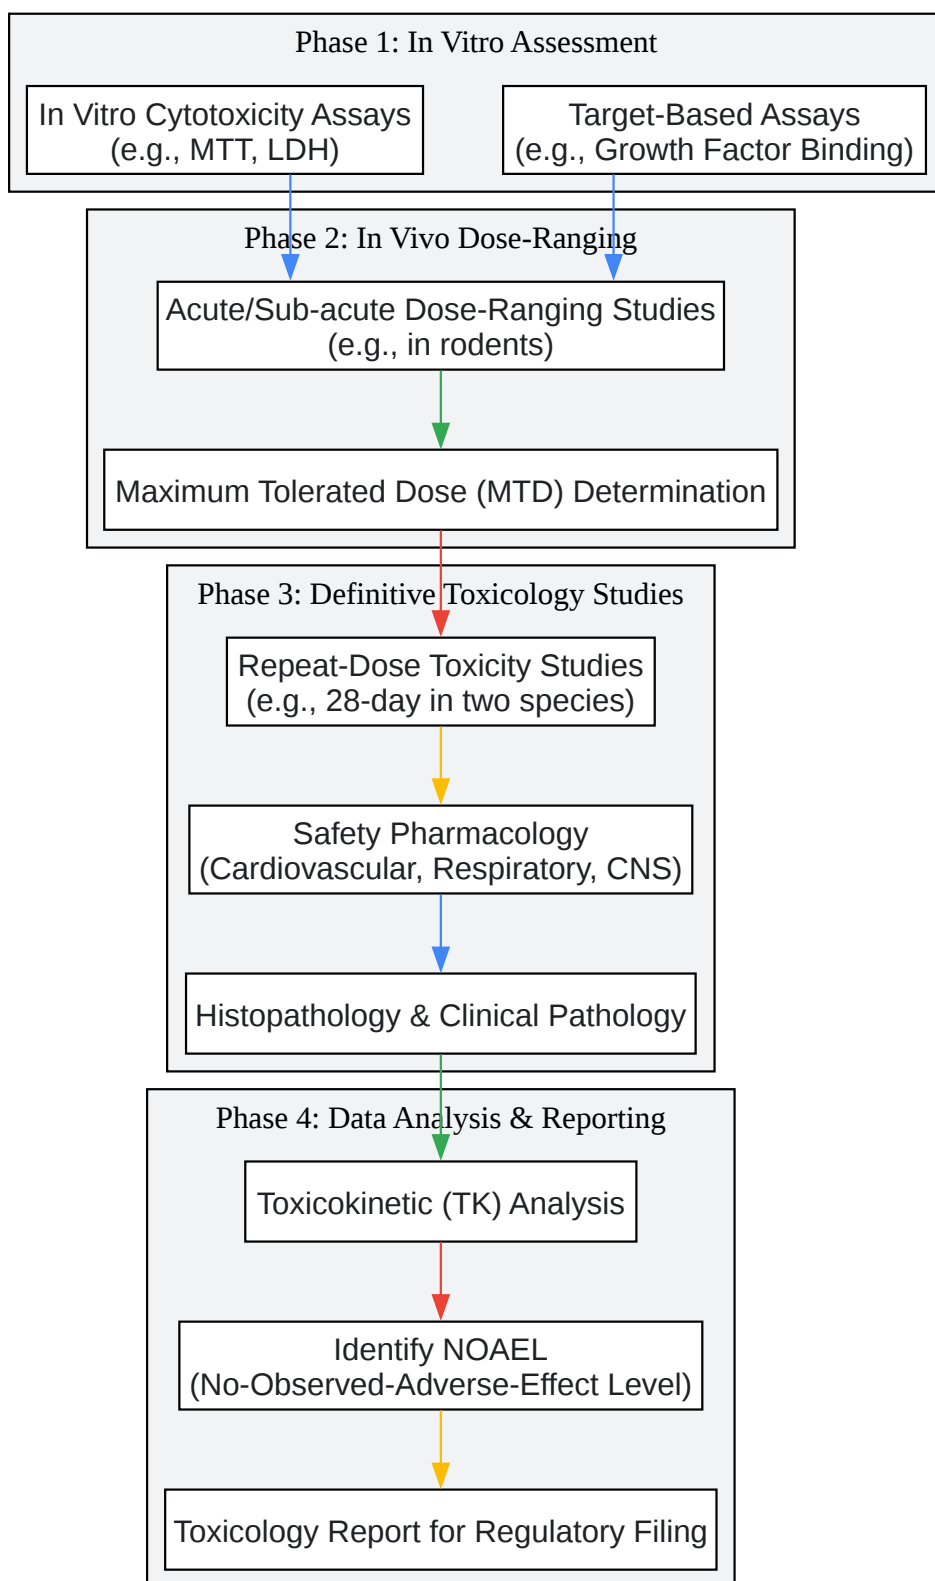 Phase 1: In Vitro Assessment
In Vitro Cytotoxicity Assays
(e.g., MTT, LDH)
Target-Based Assays
(e.g., Growth Factor Binding)
Phase 2: In Vivo Dose-Ranging
Acute/Sub-acute Dose-Ranging Studies
(e.g., in rodents)
Maximum Tolerated Dose (MTD) Determination
Phase 3: Definitive Toxicology Studies
Repeat-Dose Toxicity Studies
(e.g., 28-day in two species)
Safety Pharmacology
(Cardiovascular, Respiratory, CNS)
Histopathology & Clinical Pathology
Phase 4: Data Analysis & Reporting
Toxicokinetic (TK) Analysis
Identify NOAEL
(No-Observed-Adverse-Effect Level)
Toxicology Report for Regulatory Filing